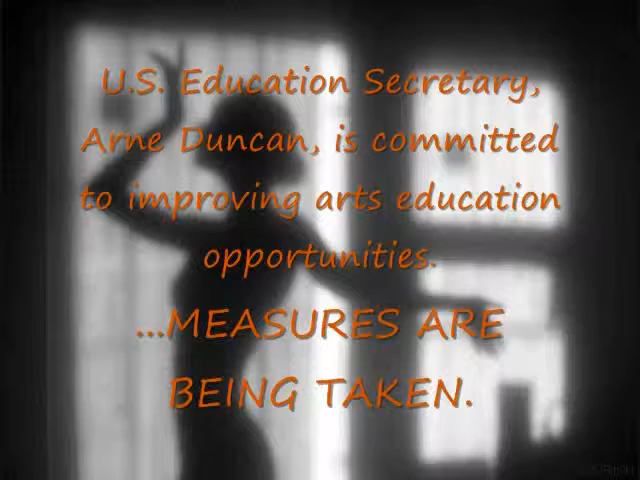 U.S. Education Secretary,
Arne Duncan, is committed
to improving arts education
opportunities.
...MEASURES ARE
BEING TAKEN.